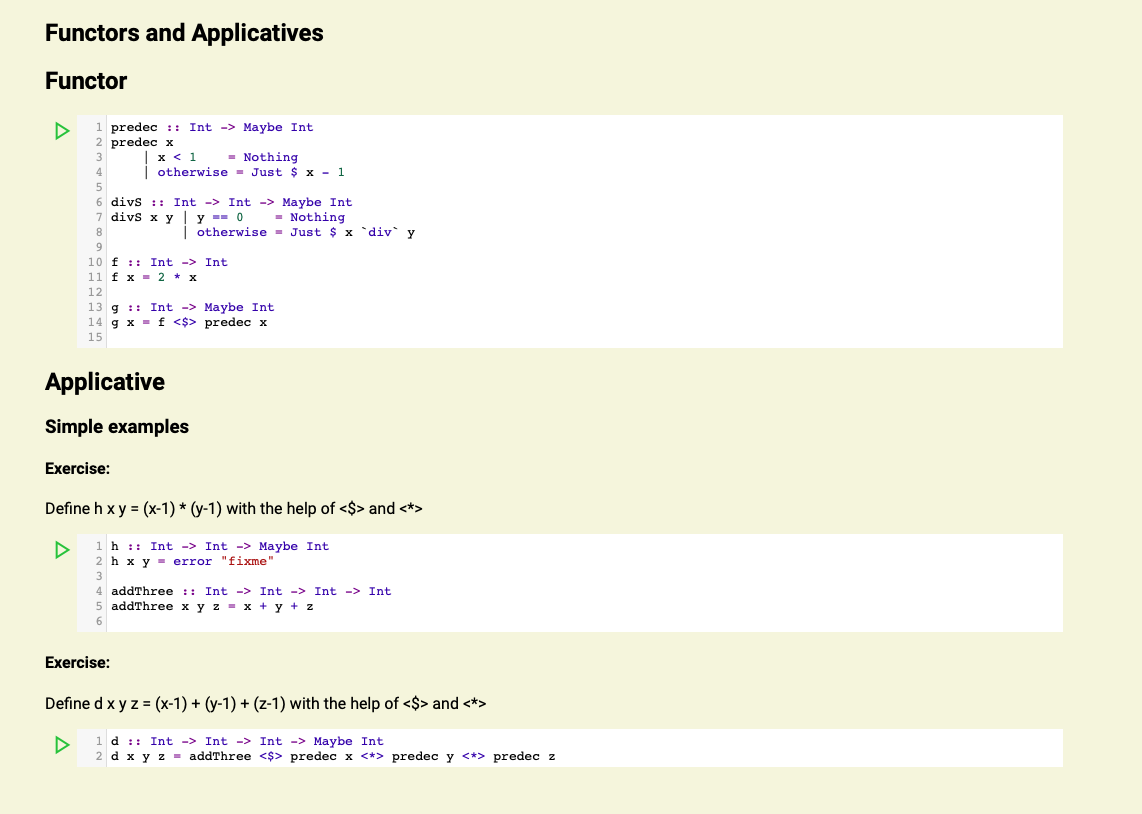 Functors and Applicatives
Functor
1 predec :: Int -> Maybe Int
2 predec x
3     | x < 1    = Nothing
4     | otherwise = Just $ x - 1
5
6 divS :: Int -> Int -> Maybe Int
7 divS x y | y == 0    = Nothing
8          | otherwise = Just $ x `div` y
9
10 f :: Int -> Int
11 f x = 2 * x
12
13 g :: Int -> Maybe Int
14 g x = f <$> predec x
15
Applicative
Simple examples
Exercise:
Define h x y = (x-1) * (y-1) with the help of <$> and <*>
1 h :: Int -> Int -> Maybe Int
2 h x y = error "fixme"
3
4 addThree :: Int -> Int -> Int -> Int
5 addThree x y z = x + y + z
6
Exercise:
Define d x y z = (x-1) + (y-1) + (z-1) with the help of <$> and <*>
1 d :: Int -> Int -> Int -> Maybe Int
2 d x y z = addThree <$> predec x <*> predec y <*> predec z